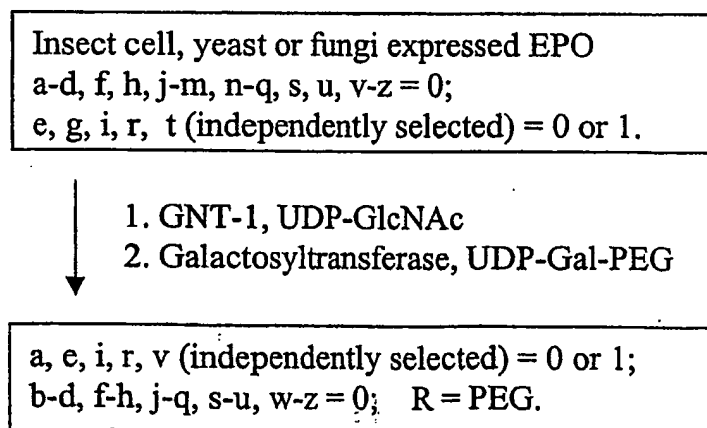 Insect cell, yeast or fungi expressed EPO
a-d, f, h, j-m, n-q, s, u, v-z = 0;
e, g, i, r, t (independently selected) = 0 or 1.
1. GNT-1, UDP-GlcNAc
2. Galactosyltransferase, UDP-Gal-PEG
a, e, i, r, v (independently selected) = 0 or 1;
b-d, f-h, j-q, s-u, w-z = 0; R = PEG.